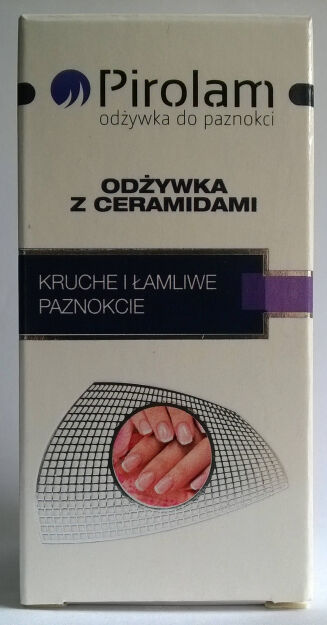 Pirolam
odżywka do paznokci
ODŻYWKA
Z CERAMIDAMI
KRUCHE I ŁAMLIWE
PAZNOKCIE